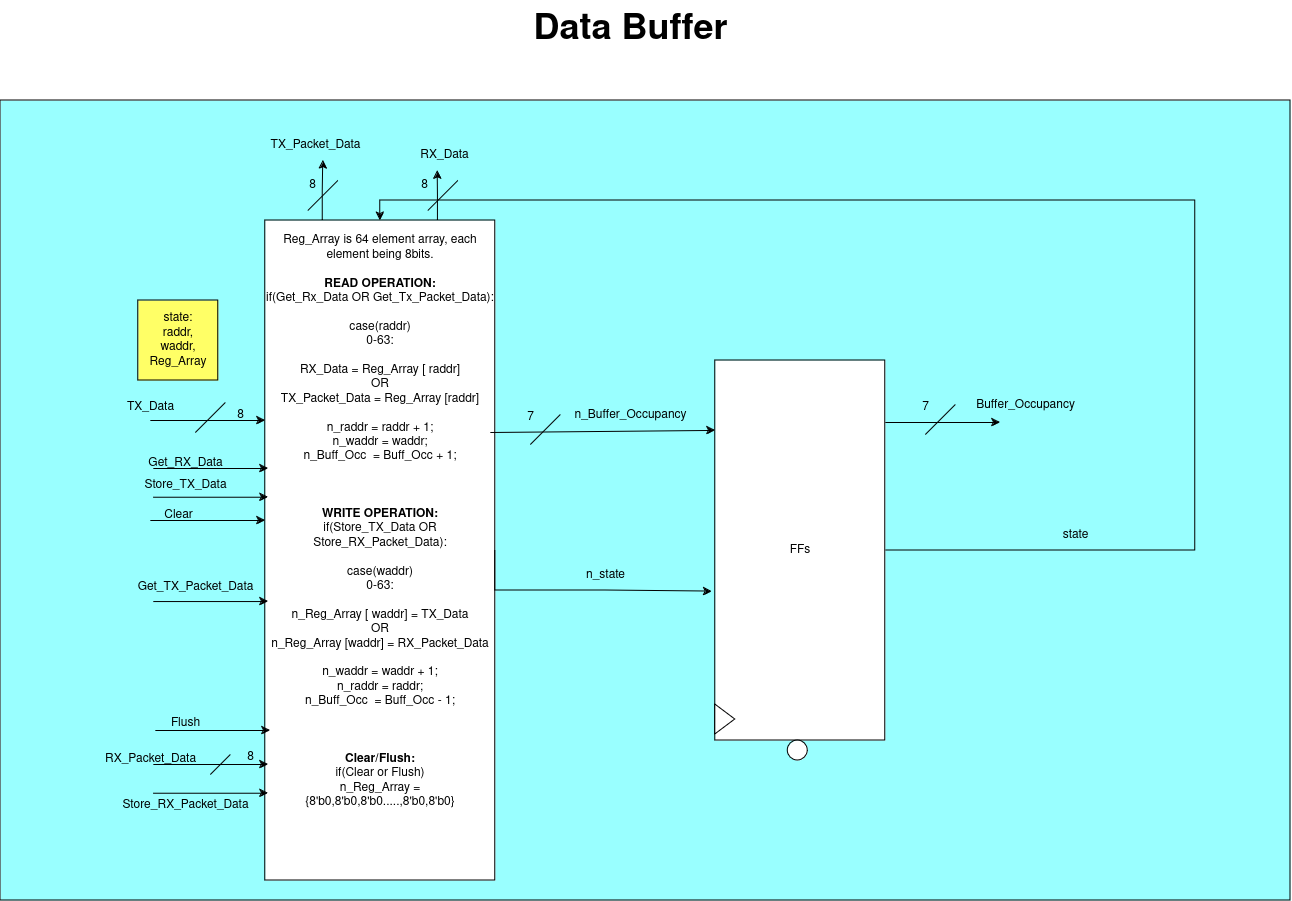 Data Buffer
TX_Packet_Data
RX_Data
8
8
Reg_Array is 64 element array, each
element being 8bits.
READ OPERATION:
if(Get_Rx_Data OR Get_Tx_Packet_Data):
case(raddr)
0-63:
RX_Data = Reg_Array [ raddr]
OR
TX_Packet_Data = Reg_Array [raddr]
n_raddr = raddr + 1;
n_waddr = waddr;
n_Buff_Occ  = Buff_Occ + 1;
WRITE OPERATION:
if(Store_TX_Data OR
Store_RX_Packet_Data):
case(waddr)
0-63:
n_Reg_Array [ waddr] = TX_Data
OR
n_Reg_Array [waddr] = RX_Packet_Data
n_waddr = waddr + 1;
n_raddr = raddr;
n_Buff_Occ  = Buff_Occ - 1;
Clear/Flush:
if(Clear or Flush)
n_Reg_Array =
{8'b0,8'b0,8'b0.....,8'b0,8'b0}
state:
raddr,
waddr,
Reg_Array
TX_Data
8
Get_RX_Data
Store_TX_Data
Clear
Get_TX_Packet_Data
Flush
RX_Packet_Data
8
Store_RX_Packet_Data
7
n_Buffer_Occupancy
n_state
FFs
7
Buffer_Occupancy
state